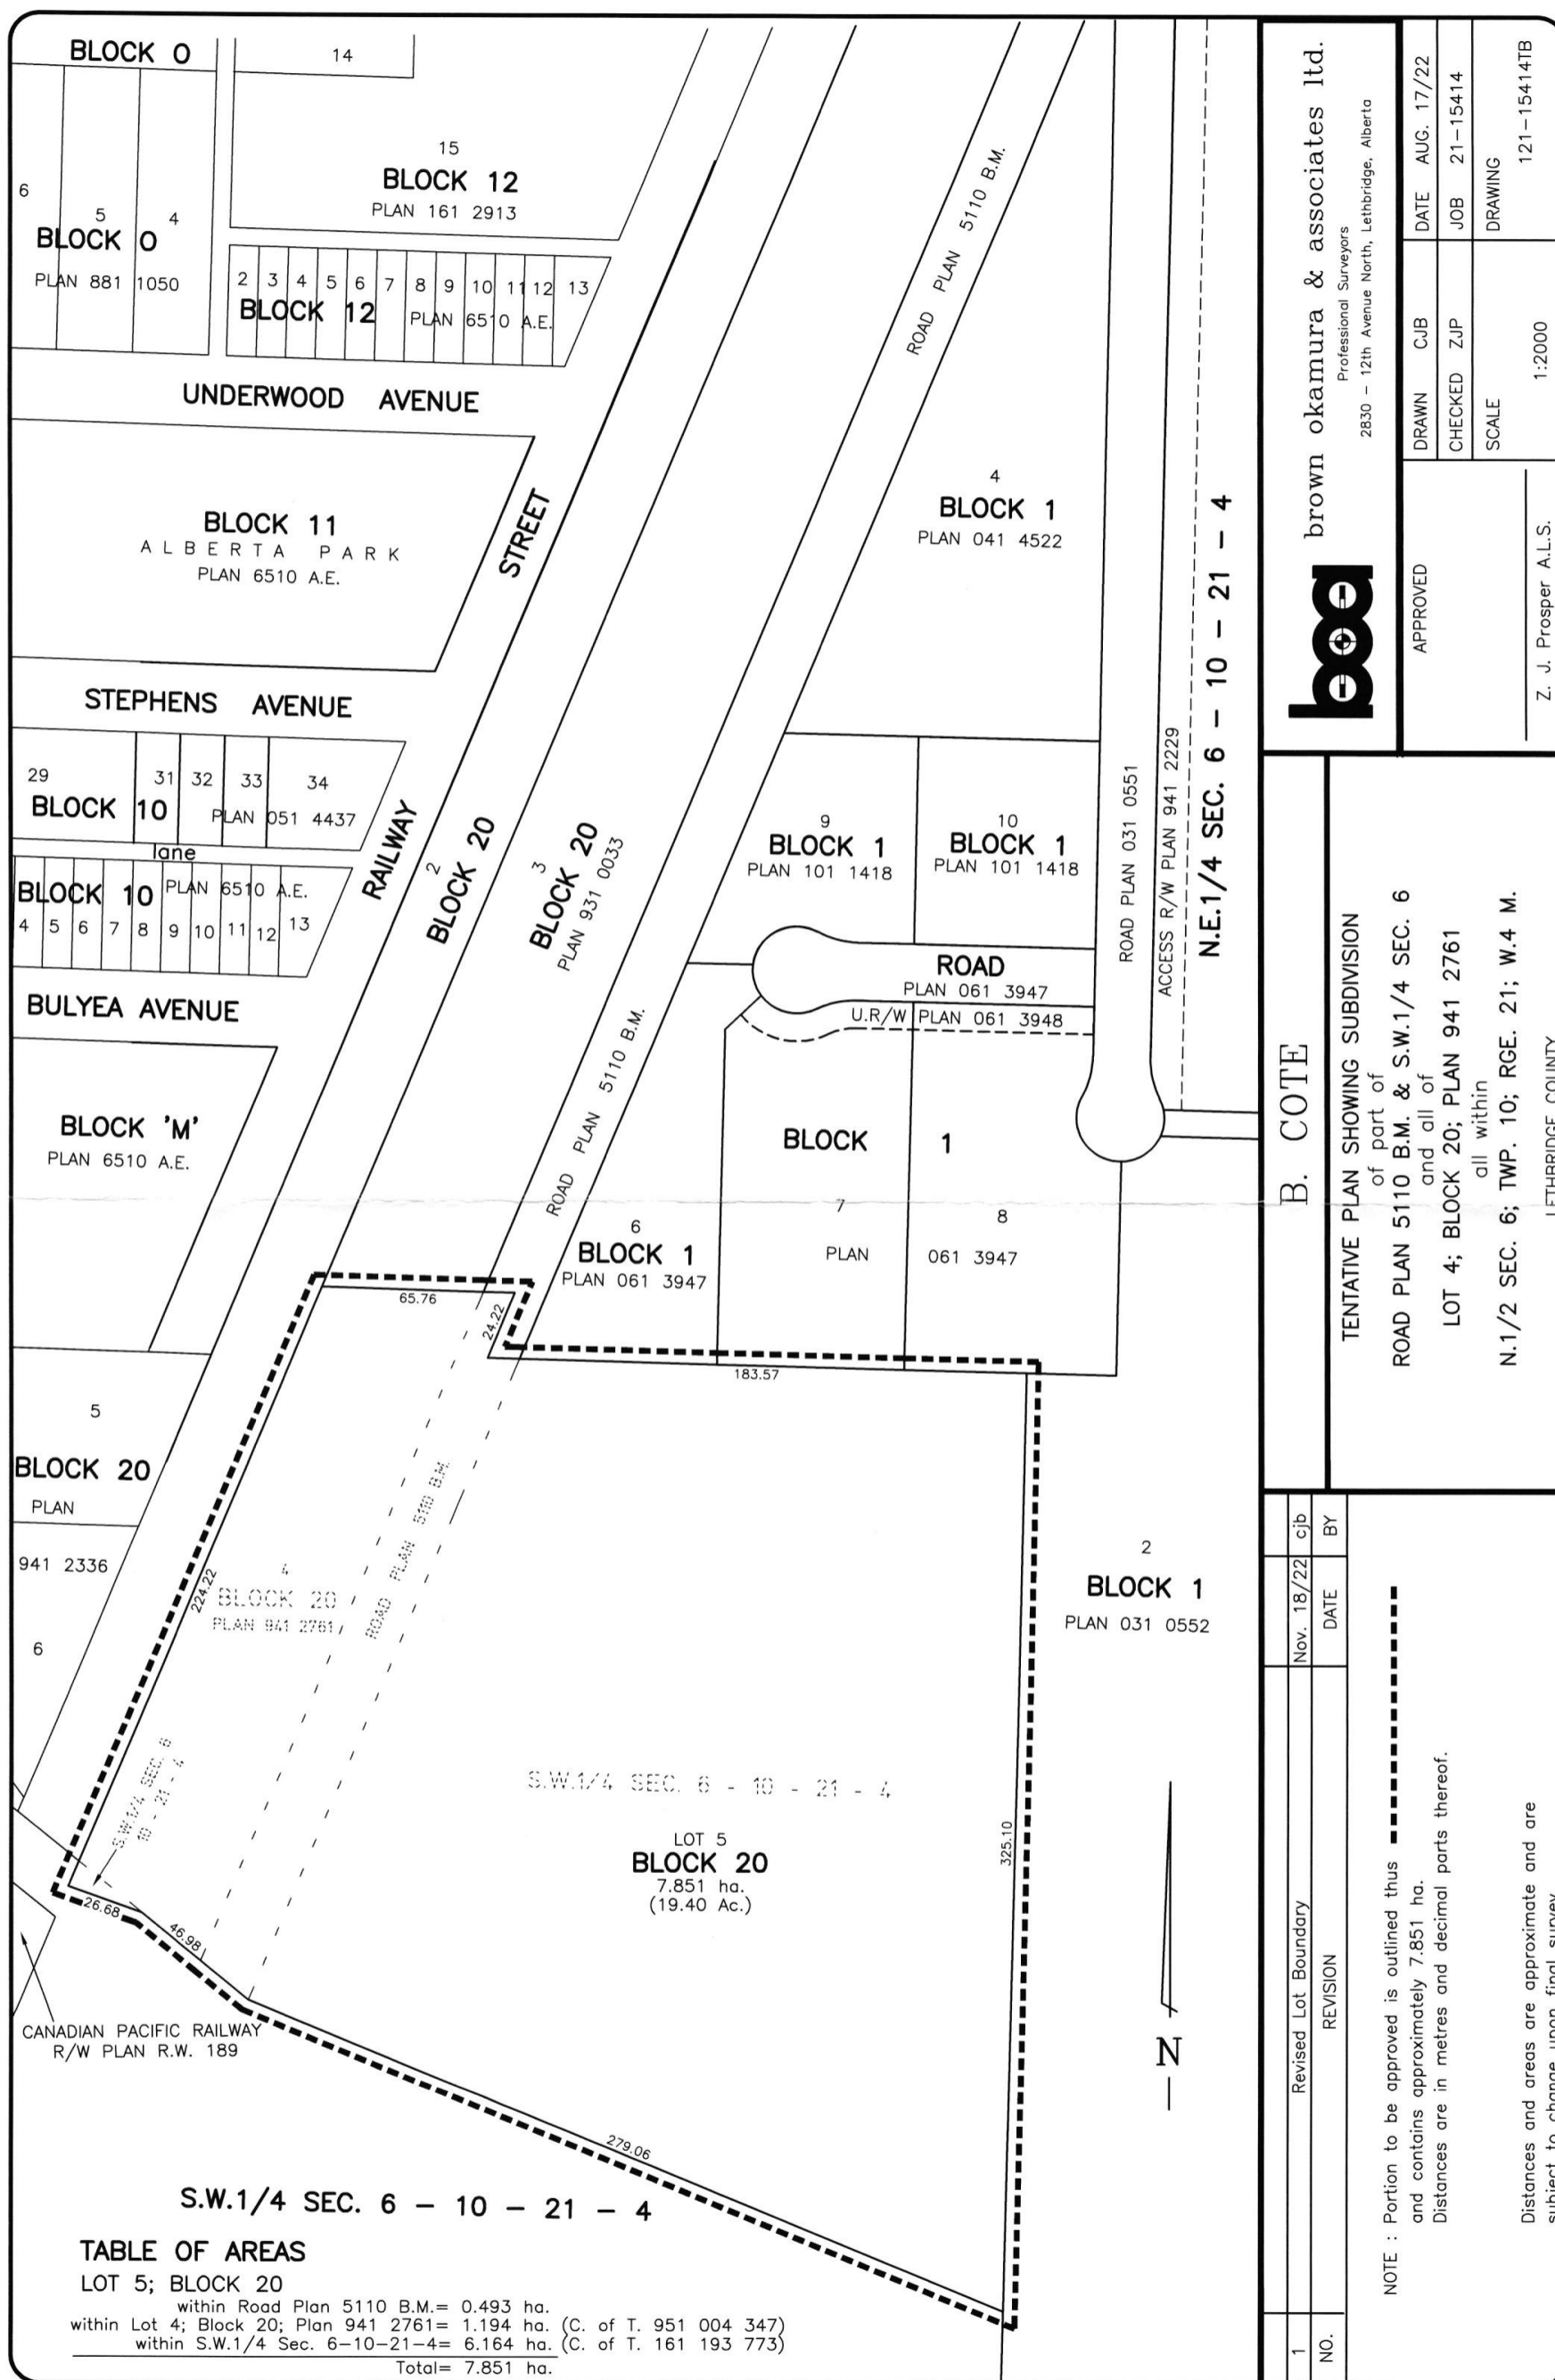 BLOCK O
14
15
BLOCK 12
PLAN 161 2913
6
5
4
BLOCK O
PLAN 881 1050
2 3 4 5 6 7 8 9 10 11 12 13
BLOCK 12 PLAN 6510 A.E.
UNDERWOOD AVENUE
BLOCK 11
ALBERTA PARK
PLAN 6510 A.E.
STREET
STEPHENS AVENUE
29 31 32 33 34
BLOCK 10 PLAN 051 4437
lane
BLOCK 10 PLAN 6510 A.E.
4 5 6 7 8 9 10 11 12 13
RAILWAY
BULYEA AVENUE
BLOCK 'M'
PLAN 6510 A.E.
2
BLOCK 20
3
BLOCK 20
PLAN 931 0033
ROAD PLAN 5110 B.M.
ROAD PLAN 5110 B.M.
4
BLOCK 1
PLAN 041 4522
9
BLOCK 1
PLAN 101 1418
10
BLOCK 1
PLAN 101 1418
ROAD
PLAN 061 3947
U.R/W PLAN 061 3948
ROAD PLAN 031 0551
ACCESS R/W PLAN 941 2229
N.E.1/4 SEC. 6 – 10 – 21 – 4
BLOCK 1
7
8
PLAN 061 3947
6
BLOCK 1
PLAN 061 3947
65.76
24.22
183.57
5
BLOCK 20
PLAN
941 2336
6
224.22
4
BLOCK 20
PLAN 941 2761
ROAD PLAN 5110 B.M.
2
BLOCK 1
PLAN 031 0552
S.W.1/4 SEC. 6
10 - 21 - 4
S.W.1/4 SEC. 6 - 10 - 21 - 4
LOT 5
BLOCK 20
7.851 ha.
(19.40 Ac.)
325.10
26.68
46.98
279.06
CANADIAN PACIFIC RAILWAY
R/W PLAN R.W. 189
N
S.W.1/4 SEC. 6 – 10 – 21 – 4
TABLE OF AREAS
LOT 5; BLOCK 20
within Road Plan 5110 B.M.= 0.493 ha.
within Lot 4; Block 20; Plan 941 2761= 1.194 ha. (C. of T. 951 004 347)
within S.W.1/4 Sec. 6–10–21–4= 6.164 ha. (C. of T. 161 193 773)
Total= 7.851 ha.
1 Revised Lot Boundary Nov. 18/22 cjb
NO. REVISION DATE BY
NOTE : Portion to be approved is outlined thus
and contains approximately 7.851 ha.
Distances are in metres and decimal parts thereof.
Distances and areas are approximate and are
subject to change upon final survey.
B. COTE
TENTATIVE PLAN SHOWING SUBDIVISION
of part of
ROAD PLAN 5110 B.M. & S.W.1/4 SEC. 6
and all of
LOT 4; BLOCK 20; PLAN 941 2761
all within
N.1/2 SEC. 6; TWP. 10; RGE. 21; W.4 M.
LETHBRIDGE COUNTY
boa
brown okamura & associates ltd.
Professional Surveyors
2830 – 12th Avenue North, Lethbridge, Alberta
APPROVED
Z. J. Prosper A.L.S.
DRAWN CJB
DATE AUG. 17/22
CHECKED ZJP
JOB 21–15414
SCALE
1:2000
DRAWING
121–15414TB